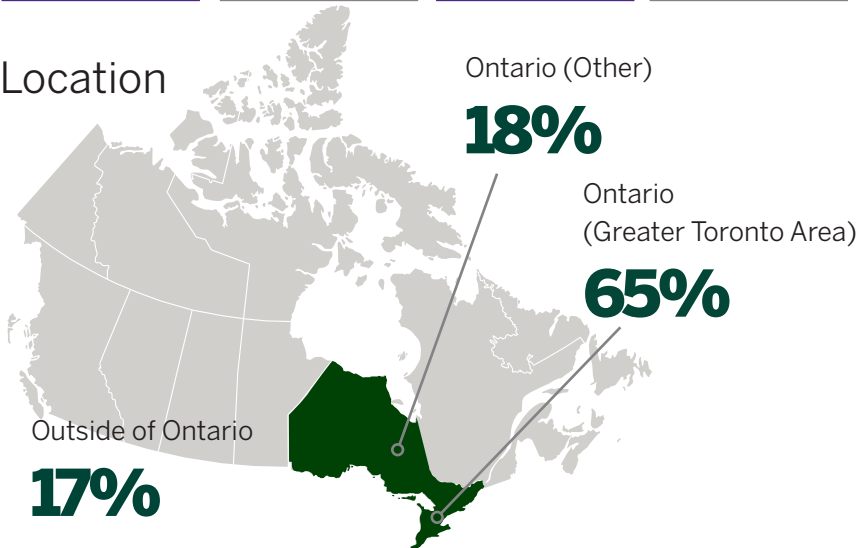 Location
Ontario (Other)
18%
Ontario
(Greater Toronto Area)
65%
Outside of Ontario
17%